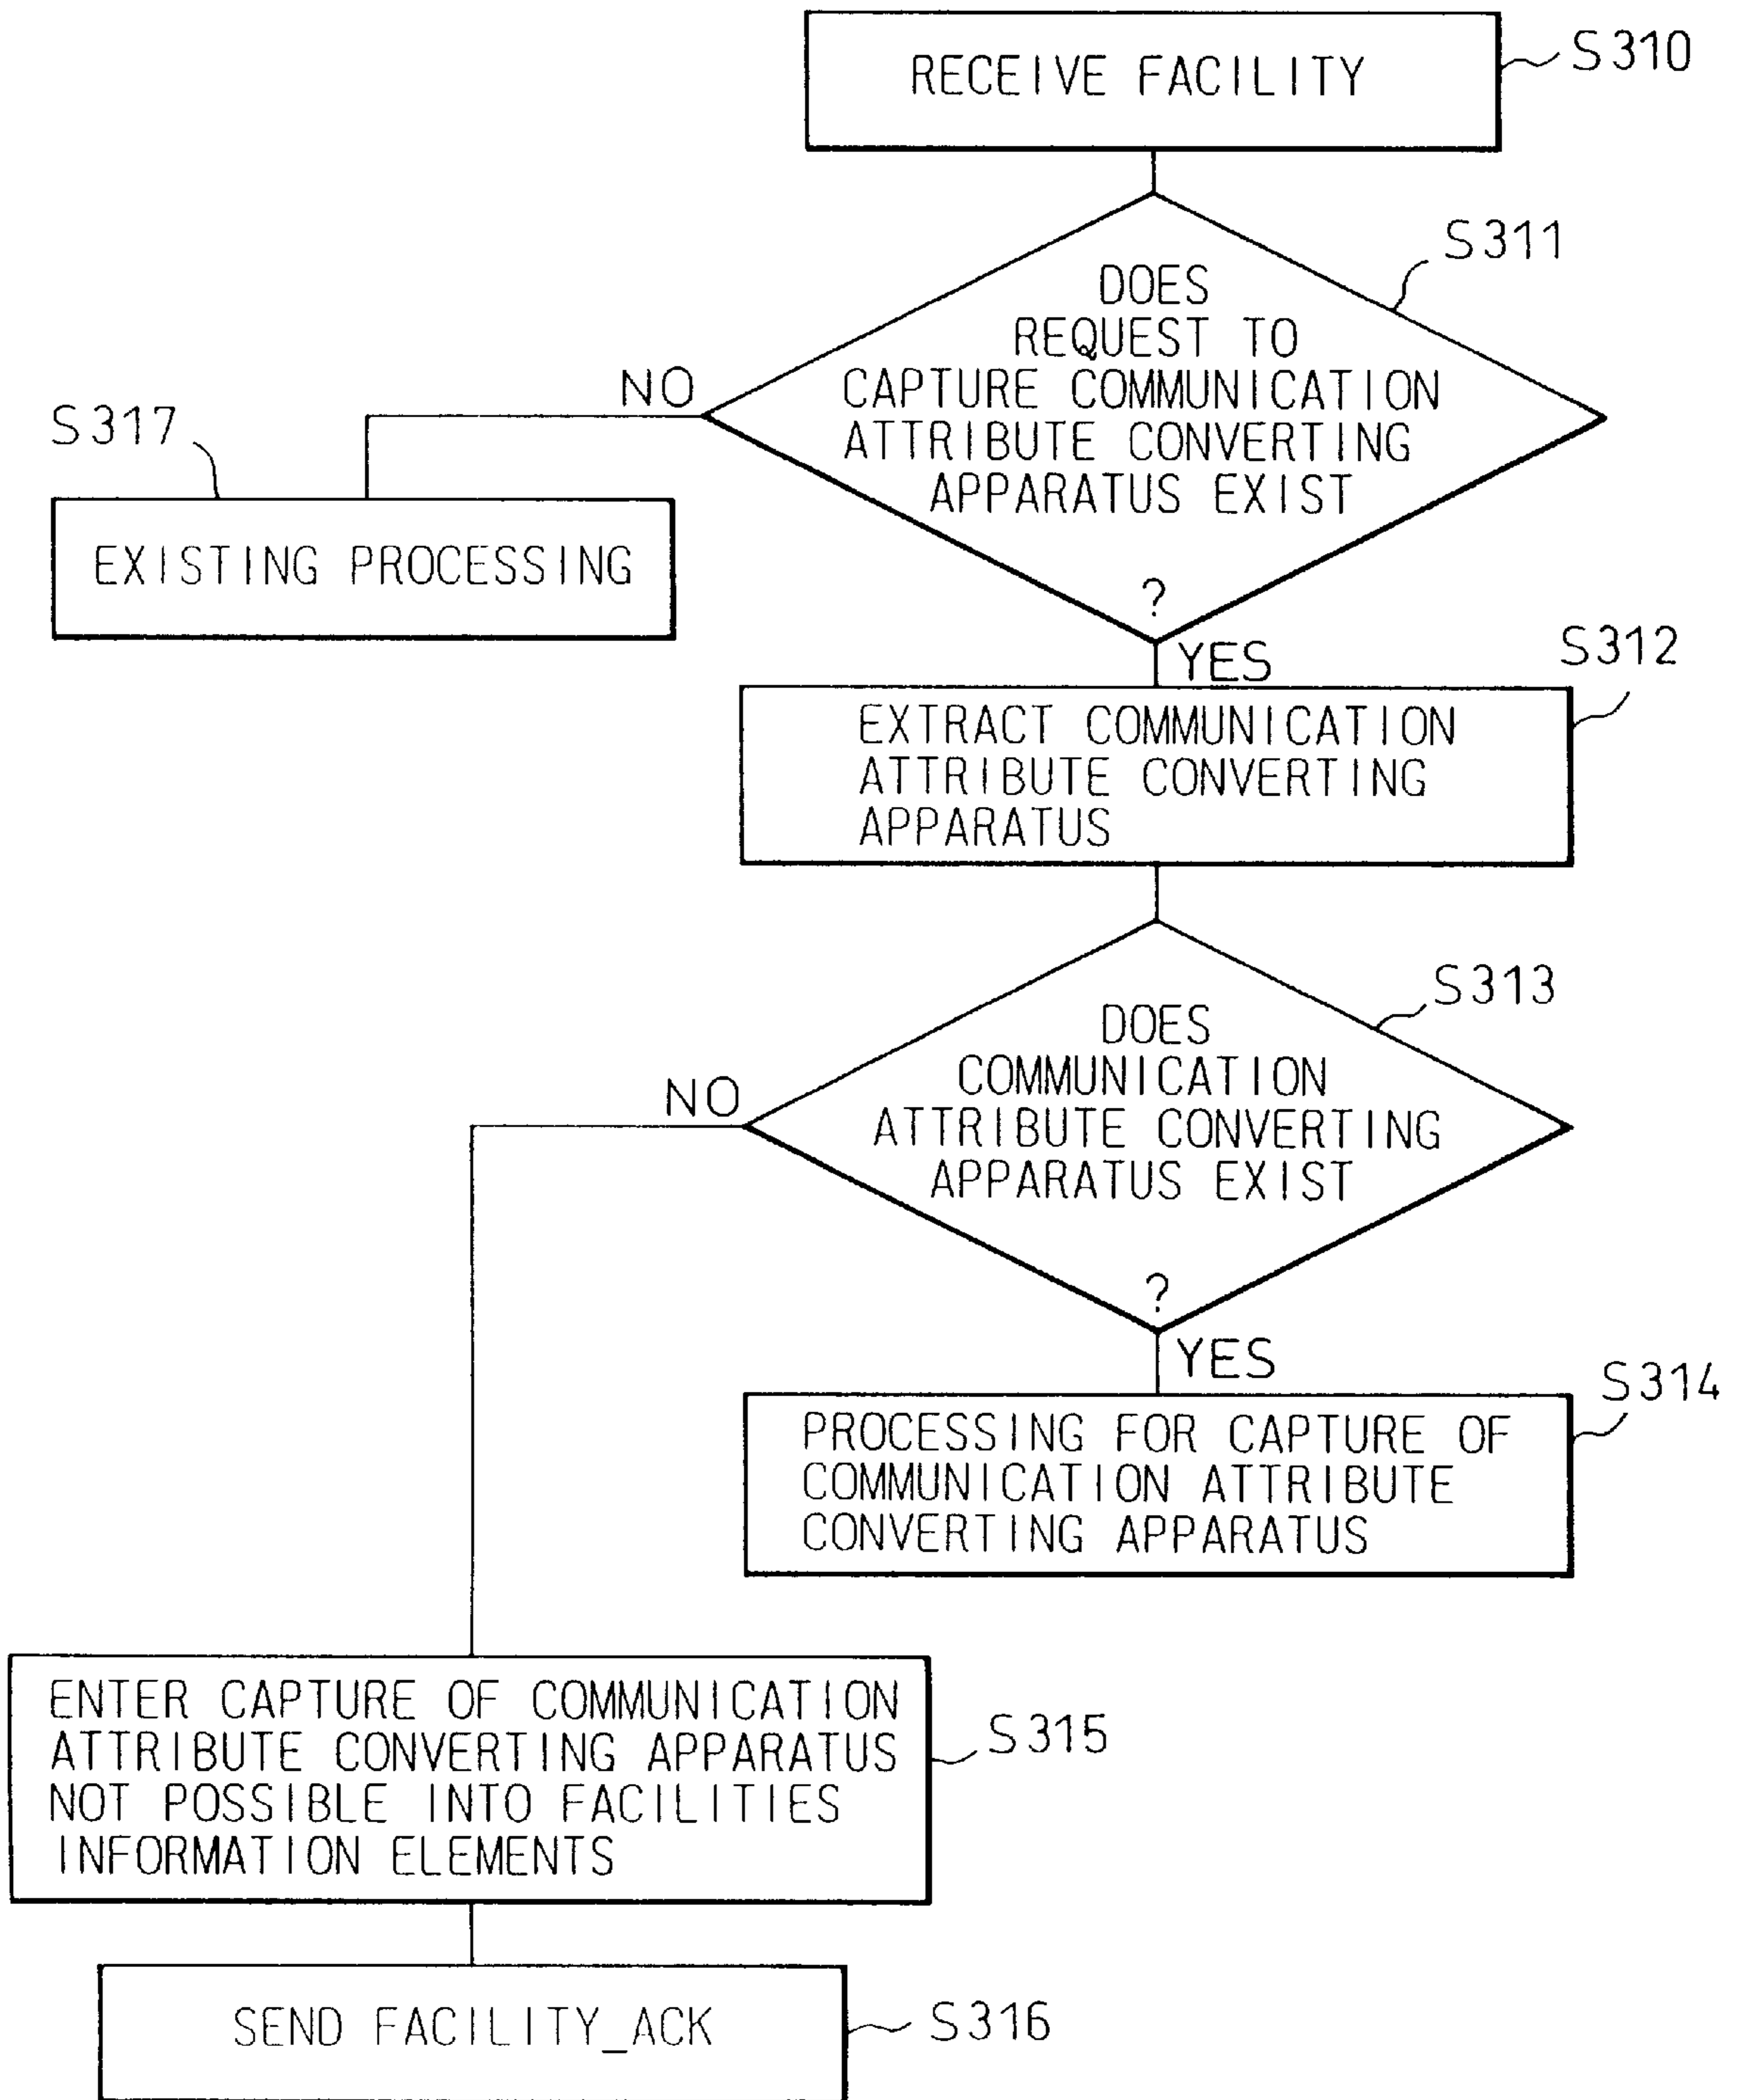 RECEIVE FACILITY
S310
S311
DOES
REQUEST TO
CAPTURE COMMUNICATION
ATTRIBUTE CONVERTING
APPARATUS EXIST
?
NO
S317
EXISTING PROCESSING
YES
S312
EXTRACT COMMUNICATION
ATTRIBUTE CONVERTING
APPARATUS
S313
DOES
COMMUNICATION
ATTRIBUTE CONVERTING
APPARATUS EXIST
?
NO
YES
S314
PROCESSING FOR CAPTURE OF
COMMUNICATION ATTRIBUTE
CONVERTING APPARATUS
ENTER CAPTURE OF COMMUNICATION
ATTRIBUTE CONVERTING APPARATUS
NOT POSSIBLE INTO FACILITIES
INFORMATION ELEMENTS
S315
SEND FACILITY_ACK
S316